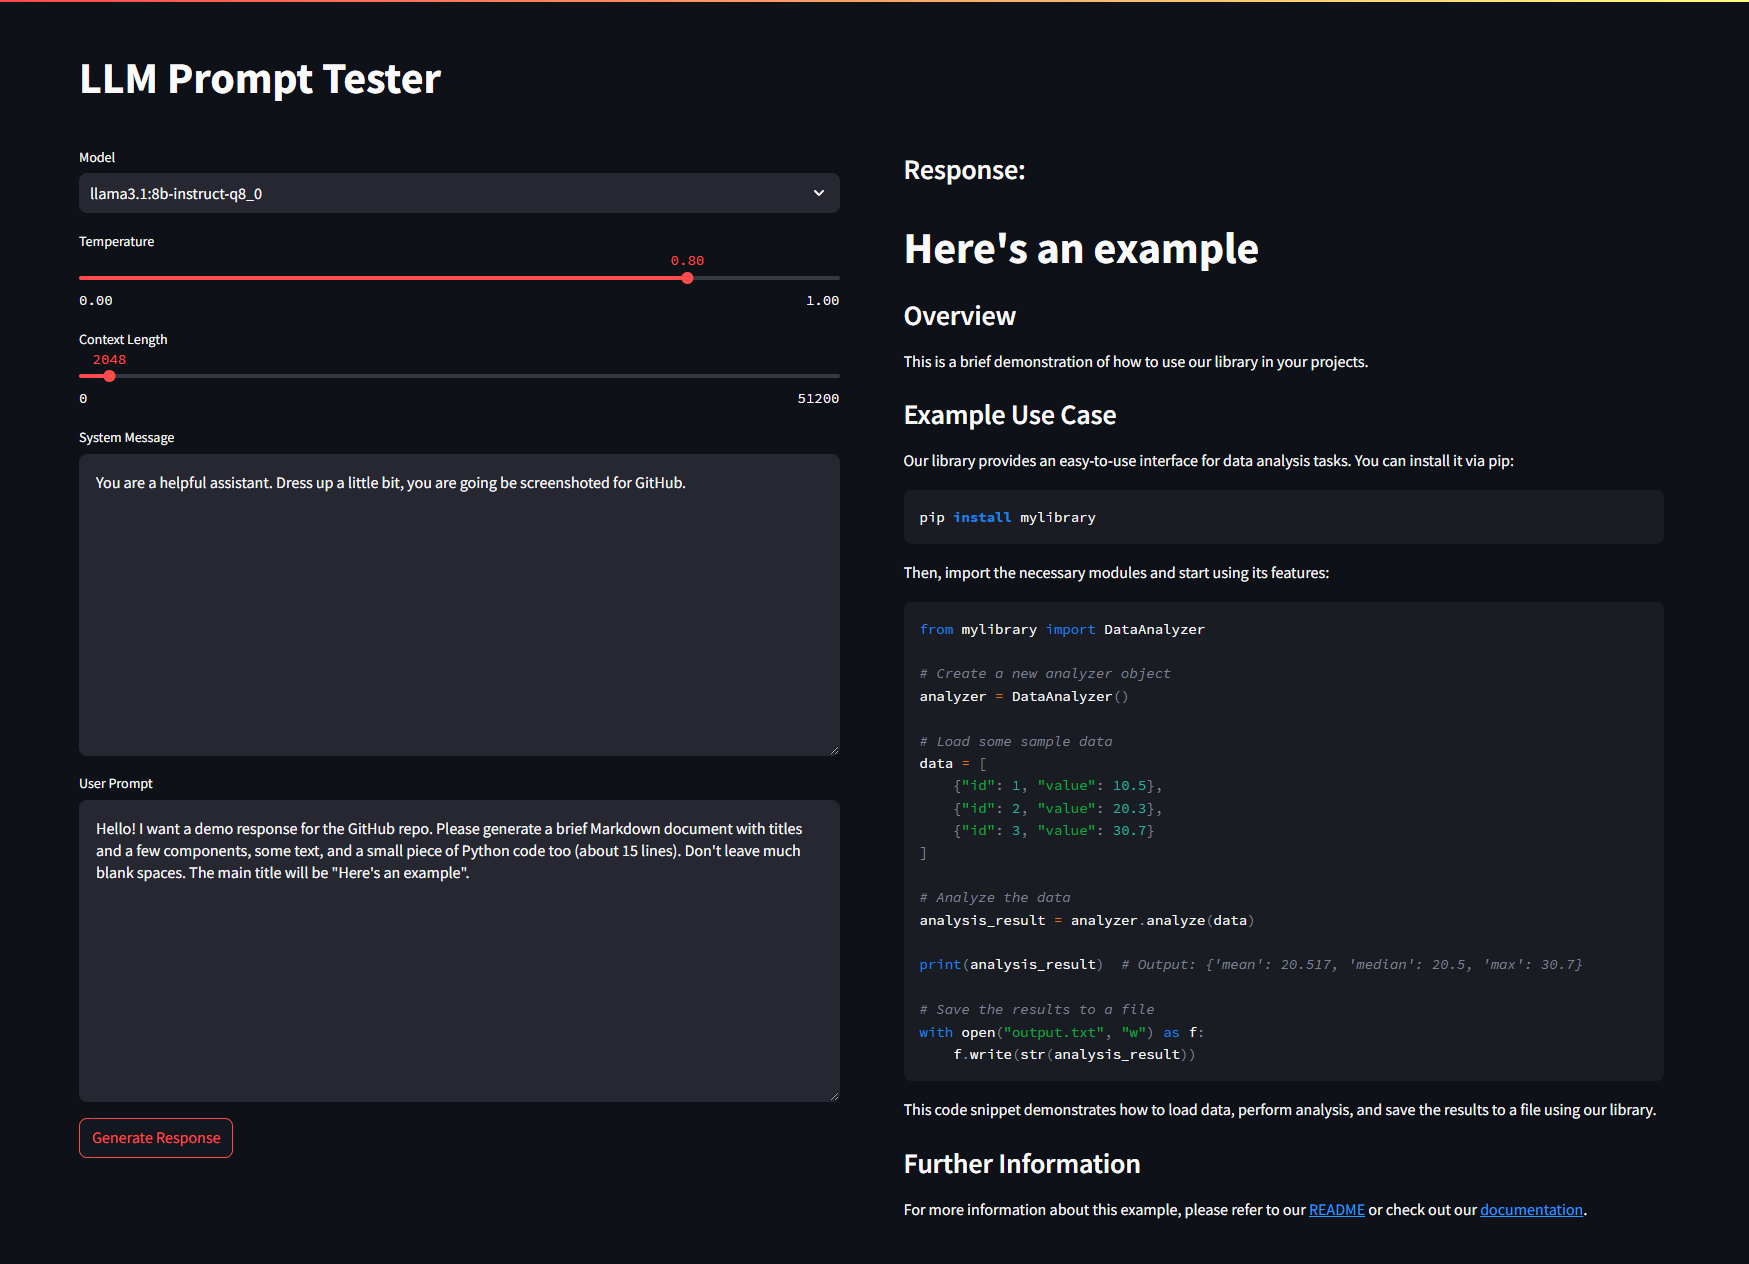 LLM Prompt Tester
Model
llama3.1:8b-instruct-q8_0
Temperature
0.80
0.00
1.00
Context Length
2048
0
51200
System Message
You are a helpful assistant. Dress up a little bit, you are going be screenshoted for GitHub.
User Prompt
Hello! I want a demo response for the GitHub repo. Please generate a brief Markdown document with titles
and a few components, some text, and a small piece of Python code too (about 15 lines). Don't leave much
blank spaces. The main title will be "Here's an example".
Generate Response
Response:
Here's an example
Overview
This is a brief demonstration of how to use our library in your projects.
Example Use Case
Our library provides an easy-to-use interface for data analysis tasks. You can install it via pip:
pip install mylibrary
Then, import the necessary modules and start using its features:
from mylibrary import DataAnalyzer
# Create a new analyzer object
analyzer = DataAnalyzer()
# Load some sample data
data = [
    {"id": 1, "value": 10.5},
    {"id": 2, "value": 20.3},
    {"id": 3, "value": 30.7}
]
# Analyze the data
analysis_result = analyzer.analyze(data)
print(analysis_result)  # Output: {'mean': 20.517, 'median': 20.5, 'max': 30.7}
# Save the results to a file
with open("output.txt", "w") as f:
    f.write(str(analysis_result))
This code snippet demonstrates how to load data, perform analysis, and save the results to a file using our library.
Further Information
For more information about this example, please refer to our README or check out our documentation.